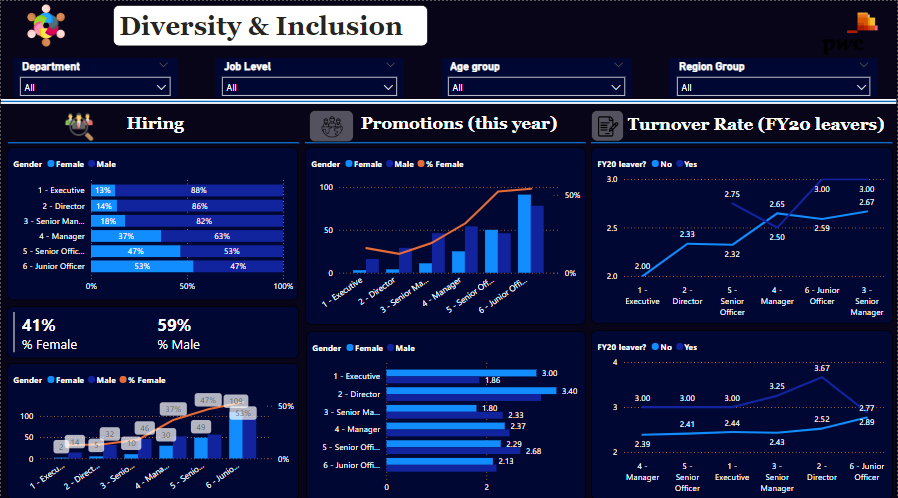 Diversity & Inclusion
pwc
Department
All
Job Level
All
Age group
All
Region Group
All
Hiring
Gender Female Male
1 - Executive 13% 88%
2 - Director 14% 86%
3 - Senior Man... 18% 82%
4 - Manager 37% 63%
5 - Senior Offic... 47% 53%
6 - Junior Officer 53% 47%
0% 50% 100%
41% 59%
% Female % Male
Gender Female Male % Female
100
50
0
50%
0%
2 14
5 32
10 46
30 37%
49 47%
109 53%
1 - Execu...
2 - Direct...
3 - Senio...
4 - Mana...
5 - Senio...
6 - Junio...
Promotions (this year)
Gender Female Male % Female
100
50
0
50%
0%
1 - Executive
2 - Director
3 - Senior Ma...
4 - Manager
5 - Senior Off...
6 - Junior Off...
Gender Female Male
1 - Executive 3.00 1.86
2 - Director 3.40
3 - Senior Ma... 1.80 2.33
4 - Manager 2.37
5 - Senior Offi... 2.29 2.68
6 - Junior Offi... 2.13
0 2
Turnover Rate (FY20 leavers)
FY20 leaver? No Yes
3.0
2.5
2.0
2.75 3.00 3.00
2.65 2.67
2.50 2.59
2.33 2.32
2.00
1 - Executive
2 - Director
5 - Senior Officer
4 - Manager
6 - Junior Officer
3 - Senior Manager
FY20 leaver? No Yes
4
3
2
3.00 3.00 3.00 3.25 3.67 2.77
2.39 2.41 2.44 2.43 2.52 2.89
4 - Manager
5 - Senior Officer
1 - Executive
3 - Senior Manager
2 - Director
6 - Junior Officer